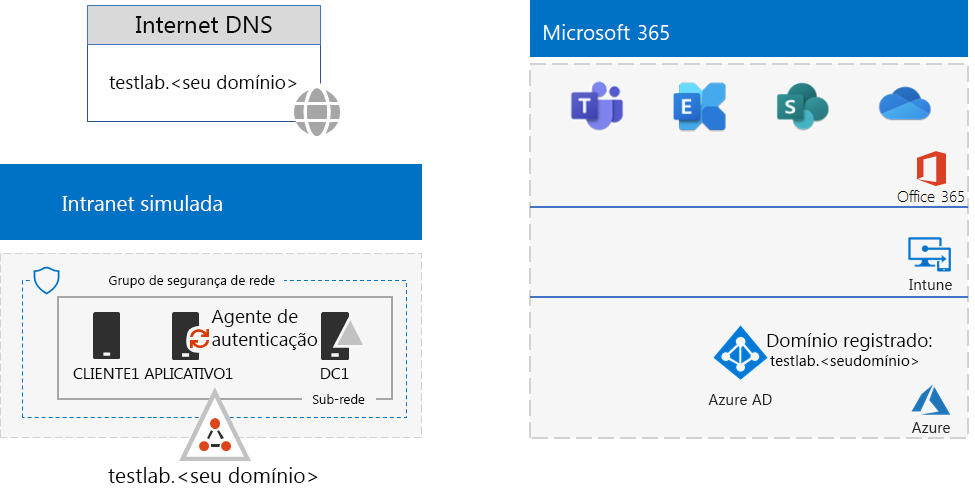 Internet DNS
testlab.<seu domínio>
Intranet simulada
Grupo de segurança de rede
Agente de
autenticação
CLIENTE1
APLICATIVO1
DC1
Sub-rede
testlab.<seu domínio>
Microsoft 365
T
E
S
Office 365
Intune
Domínio registrado:
testlab.<seudomínio>
Azure AD
Azure